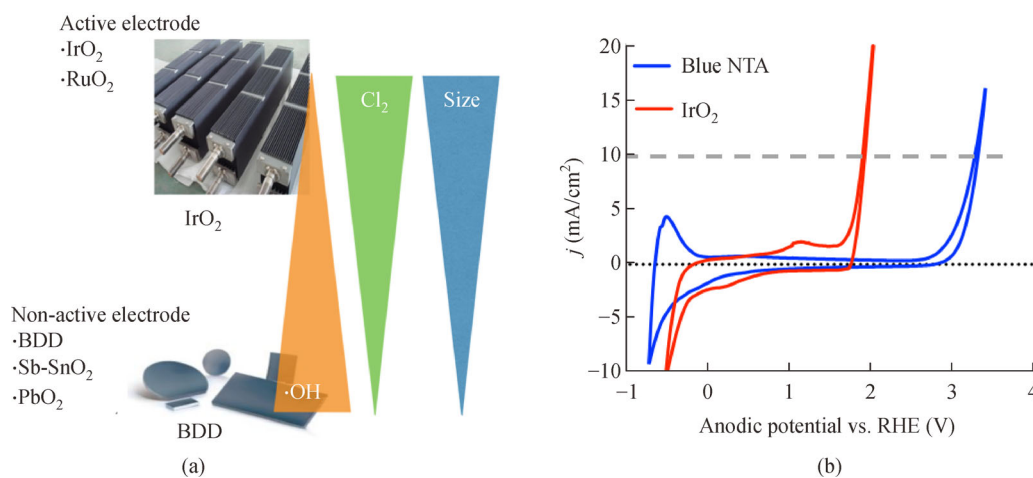 Active electrode
·IrO₂
·RuO₂
Cl₂
Size
IrO₂
Non-active electrode
·BDD
·Sb-SnO₂
·PbO₂
·OH
BDD
(a)
20
15
10
5
0
−5
−10
j (mA/cm²)
Blue NTA
IrO₂
−1
0
1
2
3
4
Anodic potential vs. RHE (V)
(b)